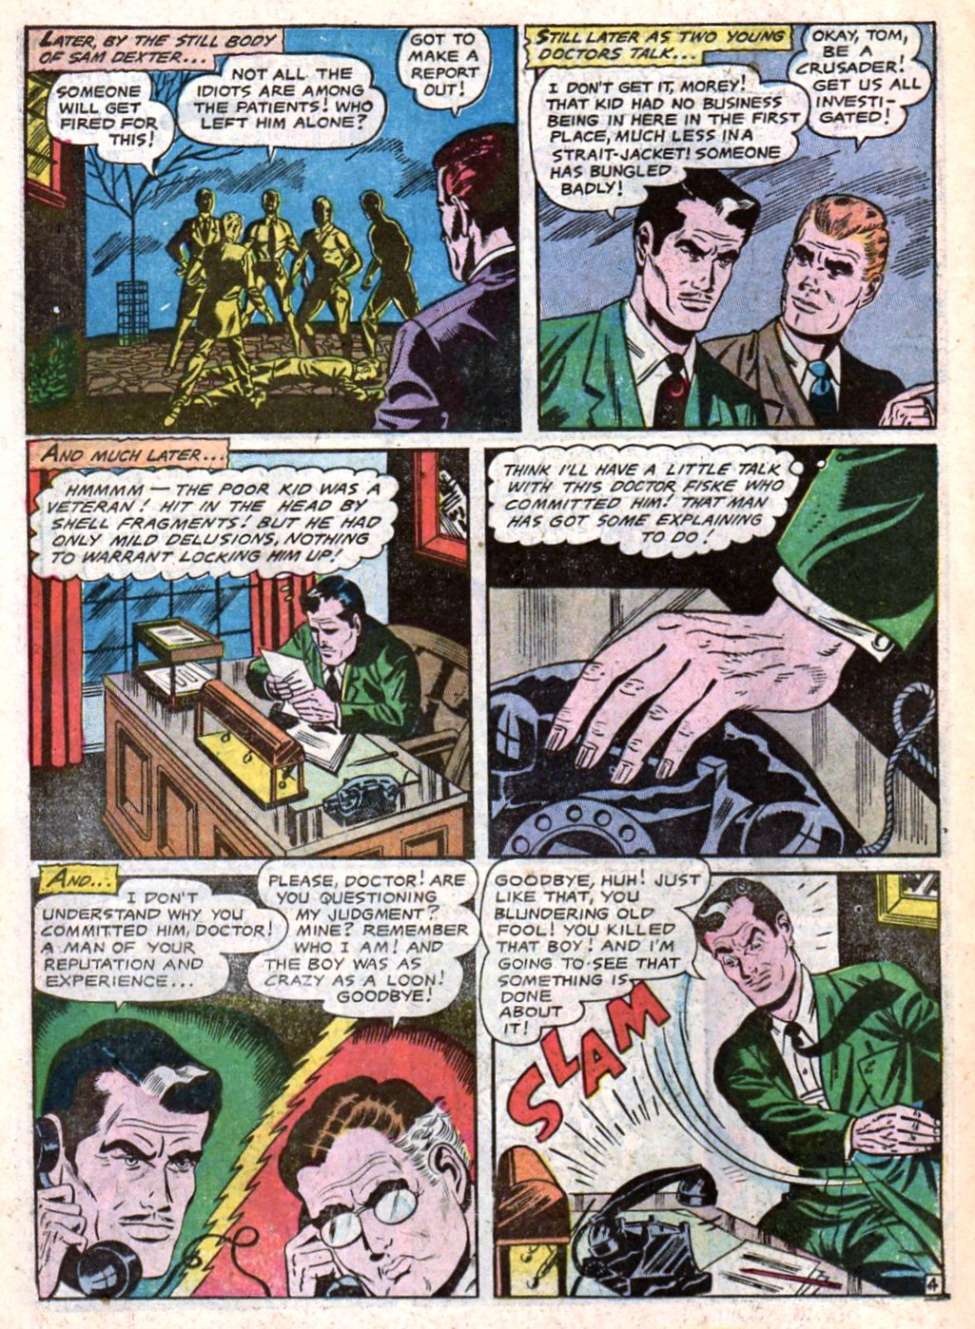 LATER, BY THE STILL BODY
OF SAM DEXTER...
SOMEONE
WILL GET
FIRED FOR
THIS!
NOT ALL THE
IDIOTS ARE AMONG
THE PATIENTS! WHO
LEFT HIM ALONE?
GOT TO
MAKE A
REPORT
OUT!
STILL LATER AS TWO YOUNG
DOCTORS TALK...
I DON'T GET IT, MOREY!
THAT KID HAD NO BUSINESS
BEING IN HERE IN THE FIRST
PLACE, MUCH LESS IN A
STRAIT-JACKET! SOMEONE
HAS BUNGLED
BADLY!
OKAY, TOM,
BE A
CRUSADER!
GET US ALL
INVESTI-
GATED!
AND MUCH LATER...
HMMMM — THE POOR KID WAS A
VETERAN! HIT IN THE HEAD BY
SHELL FRAGMENTS! BUT HE HAD
ONLY MILD DELUSIONS, NOTHING
TO WARRANT LOCKING HIM UP!
THINK I'LL HAVE A LITTLE TALK
WITH THIS DOCTOR FISKE WHO
COMMITTED HIM! THAT MAN
HAS GOT SOME EXPLAINING
TO DO!
AND...
I DON'T
UNDERSTAND WHY YOU
COMMITTED HIM, DOCTOR!
A MAN OF YOUR
REPUTATION AND
EXPERIENCE...
PLEASE, DOCTOR! ARE
YOU QUESTIONING
MY JUDGMENT?
MINE? REMEMBER
WHO I AM! AND
THE BOY WAS AS
CRAZY AS A LOON!
GOODBYE!
GOODBYE, HUH! JUST
LIKE THAT, YOU
BLUNDERING OLD
FOOL! YOU KILLED
THAT BOY! AND I'M
GOING TO SEE THAT
SOMETHING IS
DONE
ABOUT
IT!
SLAM
4